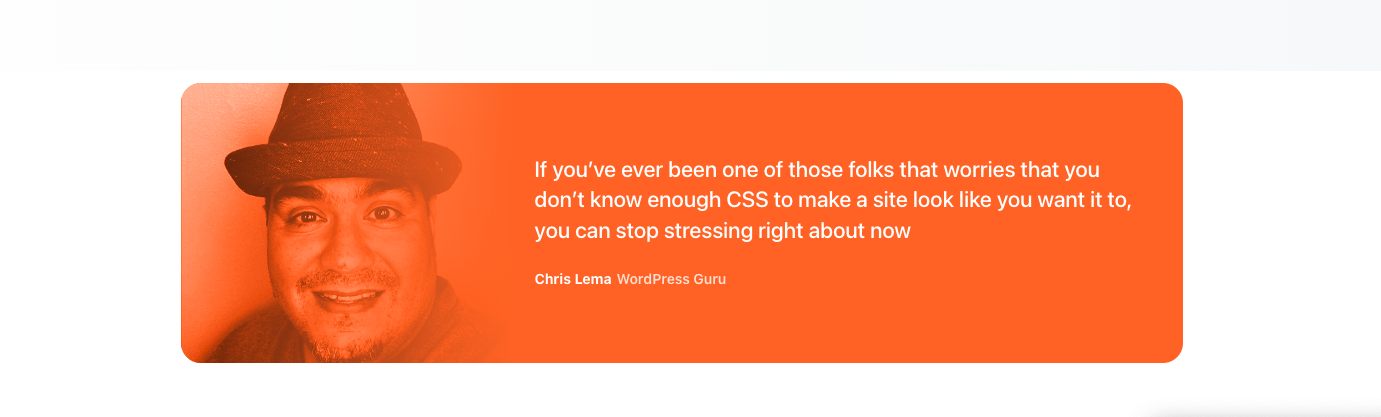 If you’ve ever been one of those folks that worries that you
don’t know enough CSS to make a site look like you want it to,
you can stop stressing right about now
Chris Lema WordPress Guru